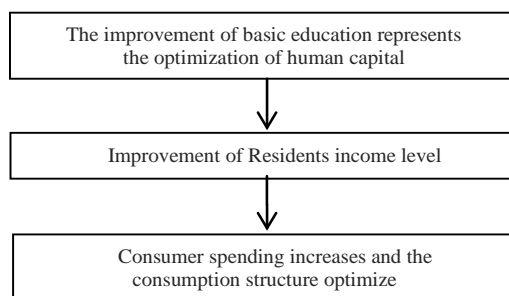 The improvement of basic education represents
the optimization of human capital
Improvement of Residents income level
Consumer spending increases and the
consumption structure optimize